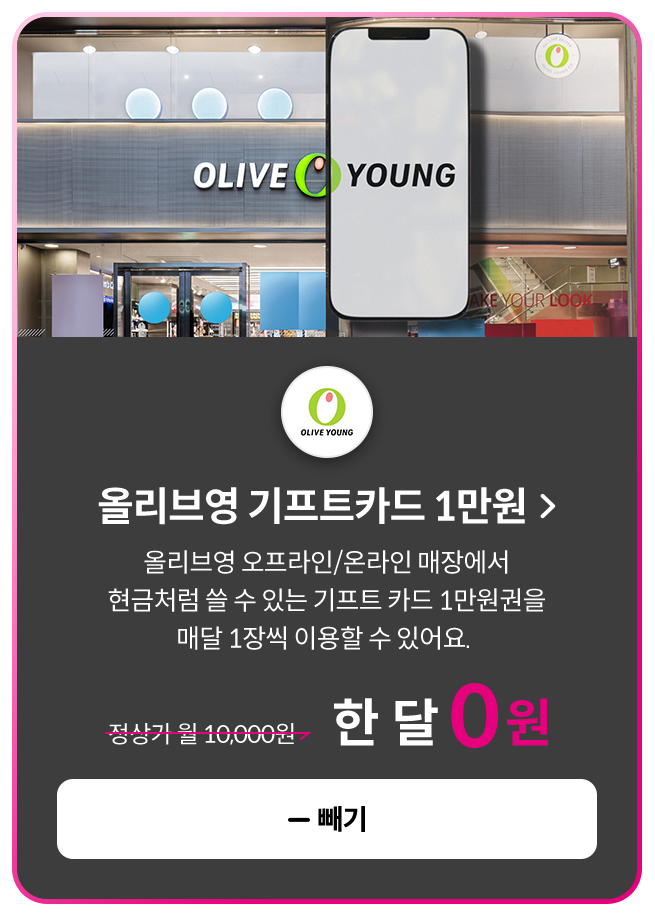 OLIVE YOUNG
AKE YOUR LOOK
OLIVE YOUNG
올리브영 기프트카드 1만원 >
올리브영 오프라인/온라인 매장에서
현금처럼 쓸 수 있는 기프트 카드 1만원권을
매달 1장씩 이용할 수 있어요.
정상가 월 10,000원
한 달 0원
— 빼기